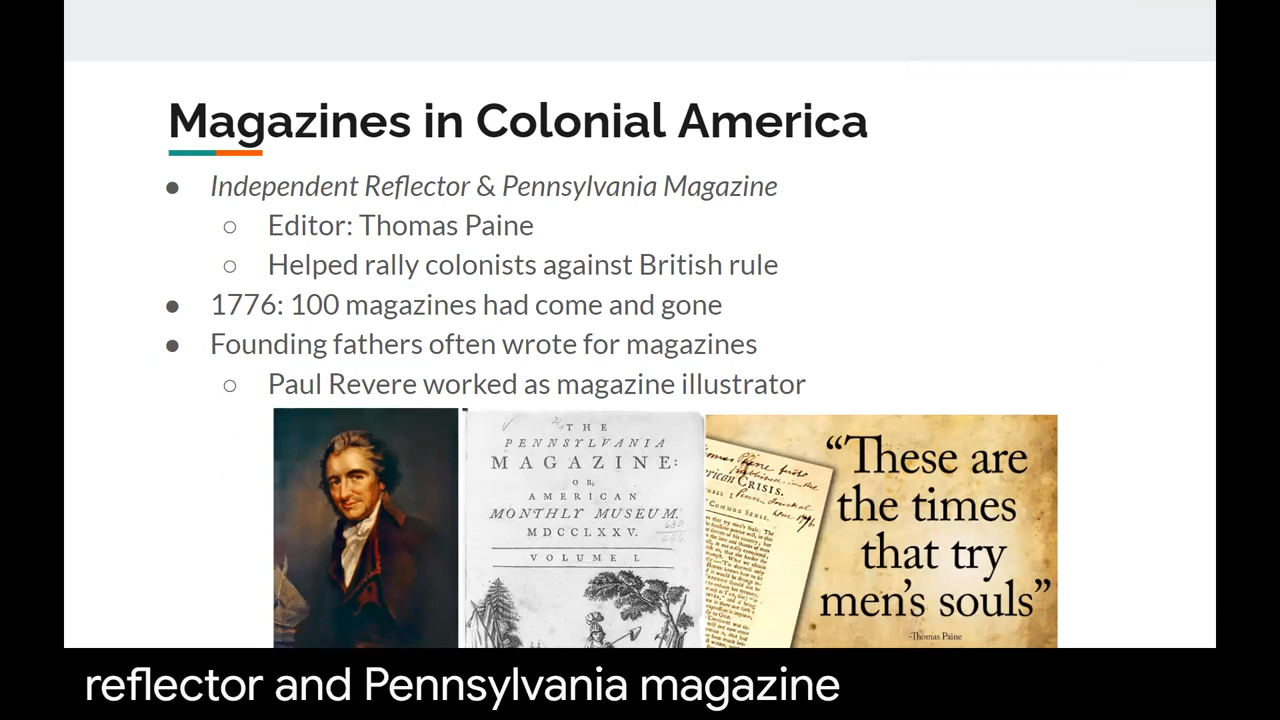 Magazines in Colonial America
● Independent Reflector & Pennsylvania Magazine
○ Editor: Thomas Paine
○ Helped rally colonists against British rule
● 1776: 100 magazines had come and gone
● Founding fathers often wrote for magazines
○ Paul Revere worked as magazine illustrator
THE
PENNSYLVANIA
MAGAZINE:
OR,
AMERICAN
MONTHLY MUSEUM.
MDCCLXXV.
VOLUME I.
CRISIS.
COMMON SENSE.
“These are
the times
that try
men's souls”
-Thomas Paine
reflector and Pennsylvania magazine